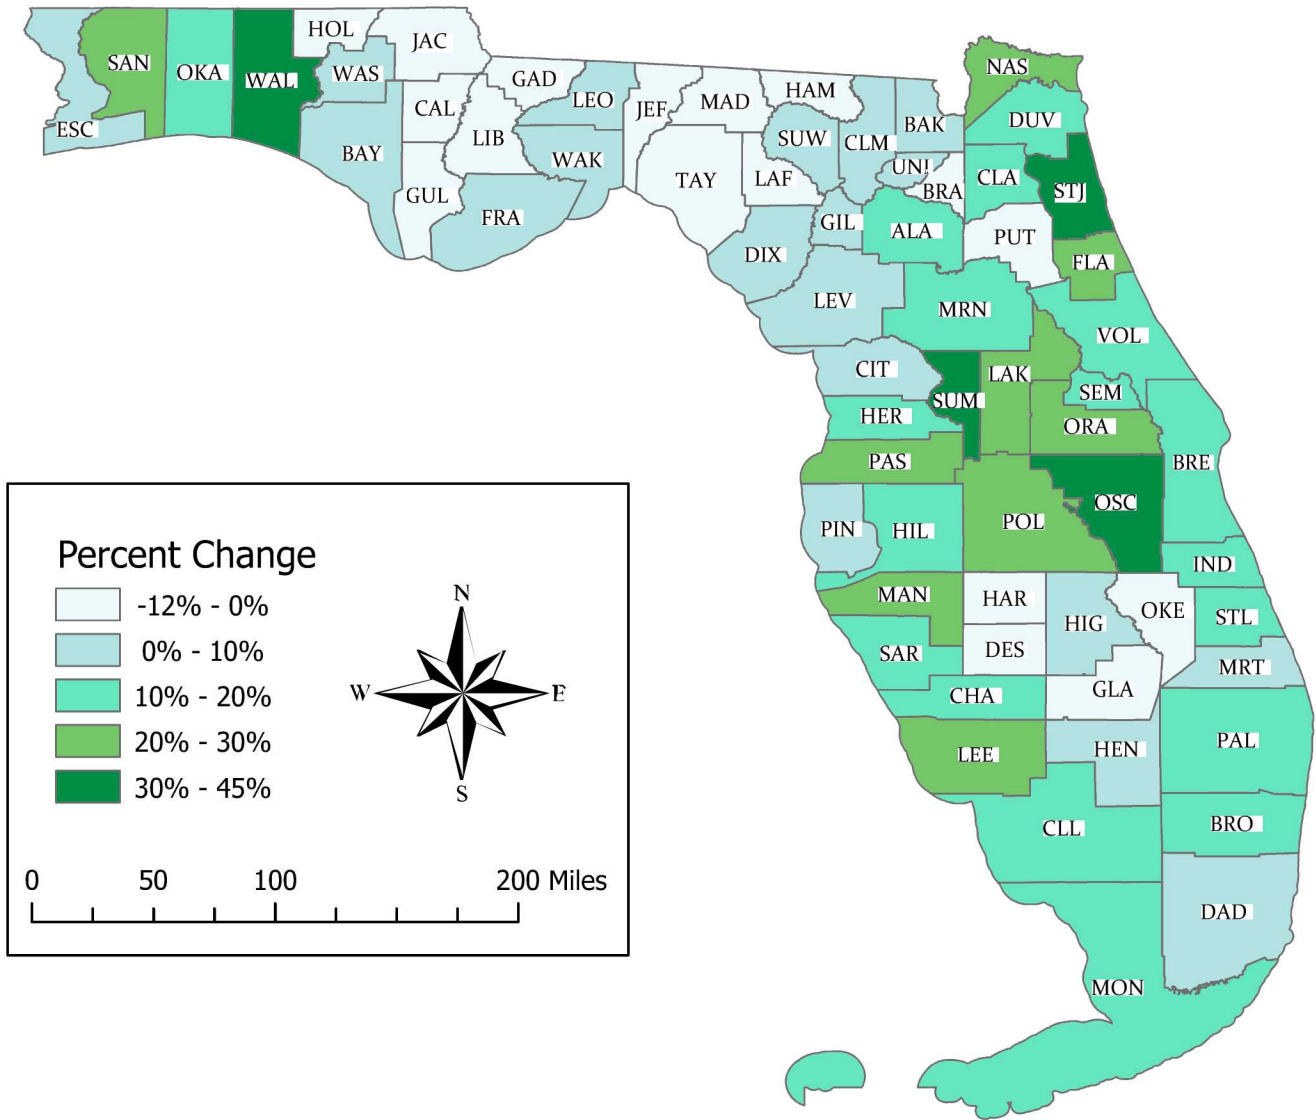 HOL
JAC
SAN
OKA
WAL
WAS
GAD
LEO
JEF
MAD
HAM
NAS
ESC
BAY
CAL
LIB
WAK
SUW
CLM
BAK
DUV
UNI
BRA
CLA
STJ
GUL
FRA
TAY
LAF
GIL
ALA
PUT
DIX
FLA
LEV
MRN
VOL
CIT
SUM
LAK
SEM
HER
ORA
PAS
BRE
PIN
HIL
POL
OSC
IND
MAN
HAR
HIG
OKE
STL
SAR
DES
MRT
CHA
GLA
LEE
HEN
PAL
CLL
BRO
DAD
MON
Percent Change
-12% - 0%
0% - 10%
10% - 20%
20% - 30%
30% - 45%
N
W E
S
0 50 100 200 Miles